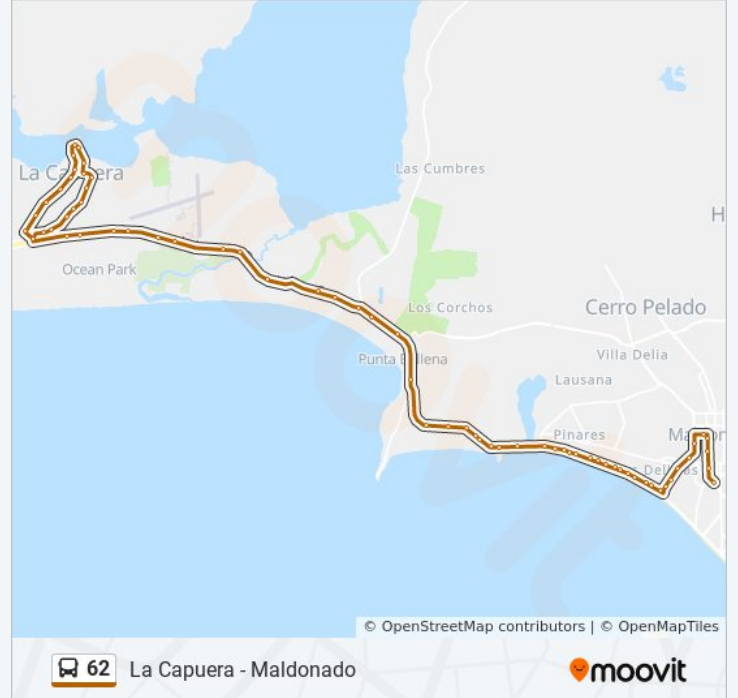 Las Cumbres
La Capuera
H
Ocean Park
Los Corchos
Cerro Pelado
Punta Ballena
Villa Delia
Lausana
Pinares
© OpenStreetMap contributors | © OpenMapTiles
62 La Capuera - Maldonado
moovit